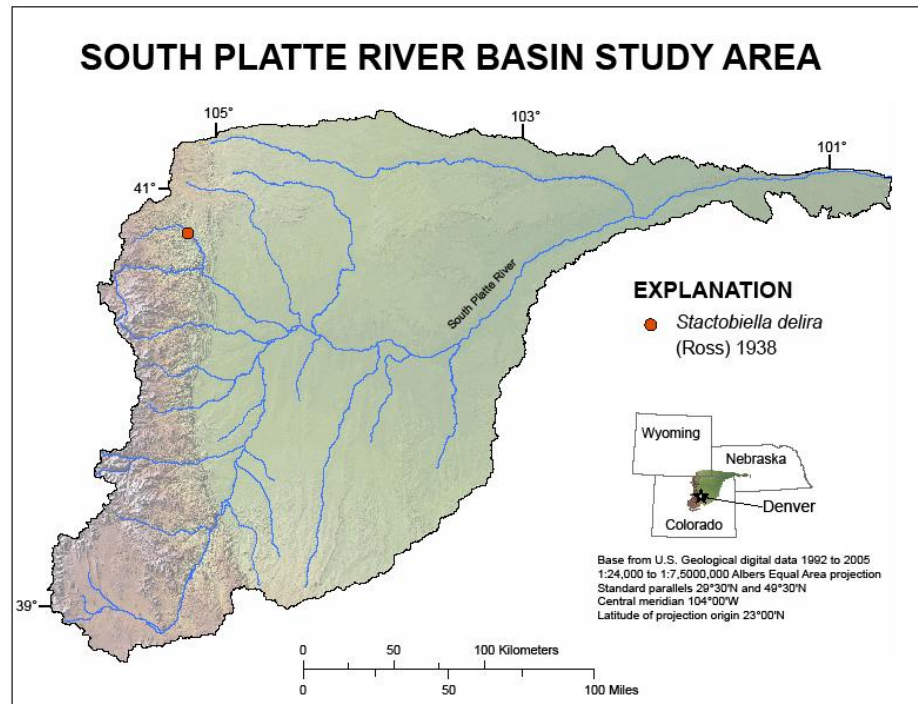 SOUTH PLATTE RIVER BASIN STUDY AREA
105°
103°
101°
41°
South Platte River
EXPLANATION
Stactobiella delira
(Ross) 1938
Wyoming
Nebraska
Denver
Colorado
39°
Base from U.S. Geological digital data 1992 to 2005
1:24,000 to 1:7,5000,000 Albers Equal Area projection
Standard parallels 29°30'N and 49°30'N
Central meridian 104°00'W
Latitude of projection origin 23°00'N
0 50 100 Kilometers
0 50 100 Miles